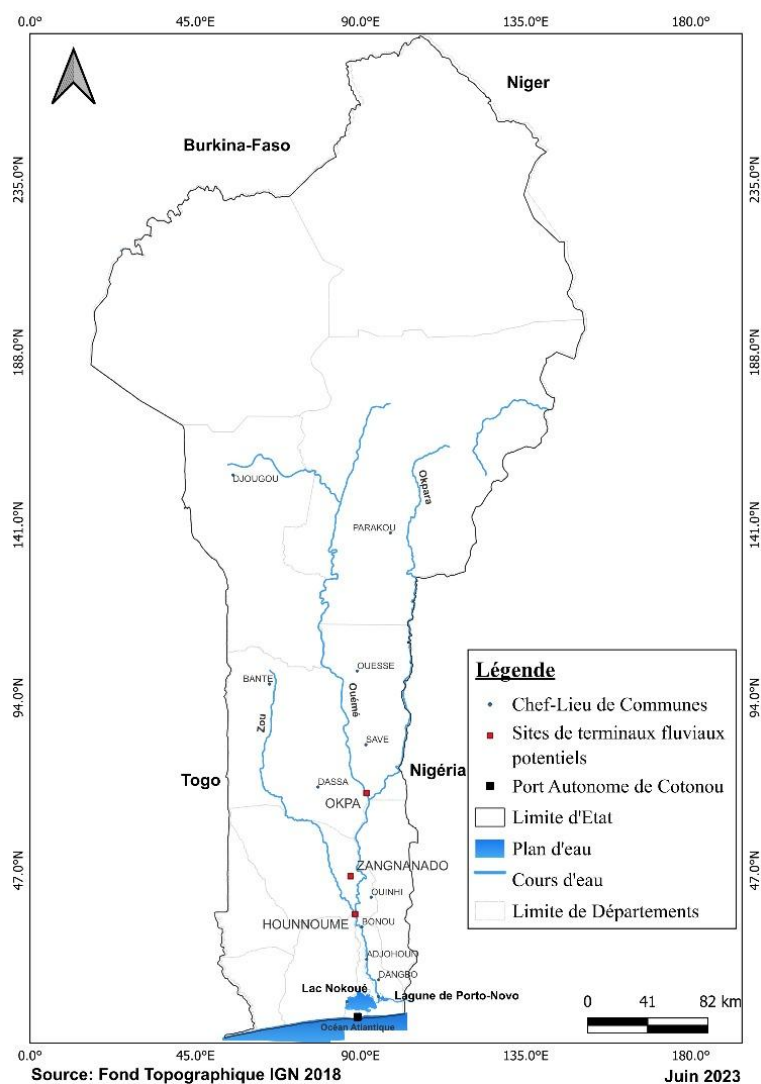 0.0° 45.0°E 90.0°E 135.0°E 180.0°
Niger
Burkina-Faso
235.0°N 235.0°N
188.0°N 188.0°N
DJOUGOU
Okpara
141.0°N 141.0°N
PARAKOU
OUESSE
BANTE
94.0°N 94.0°N
Zou
Ouémé
SAVE
Togo
DASSA
Nigéria
OKPA
47.0°N 47.0°N
ZANGNANADO
OUINHI
HOUNNOUME
BONOU
ADJOHOUN
DANGBO
Lac Nokoué
Lagune de Porto-Novo
Océan Atlantique
Légende
Chef-Lieu de Communes
Sites de terminaux fluviaux
potentiels
Port Autonome de Cotonou
Limite d'Etat
Plan d'eau
Cours d'eau
Limite de Départements
0 41 82 km
0.0° 45.0°E 90.0°E 135.0°E 180.0°
Source: Fond Topographique IGN 2018 Juin 2023